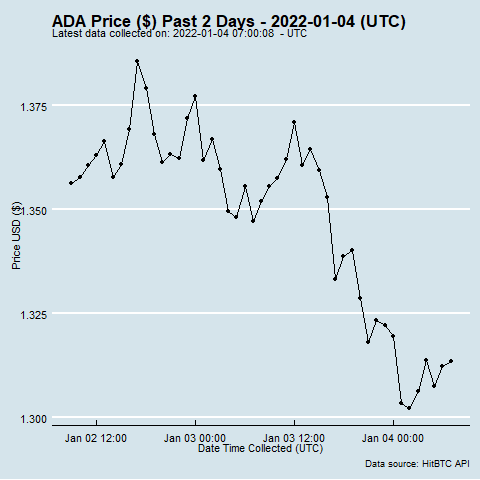 ADA Price ($) Past 2 Days - 2022-01-04 (UTC)
Latest data collected on: 2022-01-04 07:00:08  - UTC
Price USD ($)
1.375
1.350
1.325
1.300
Jan 02 12:00
Jan 03 00:00
Jan 03 12:00
Jan 04 00:00
Date Time Collected (UTC)
Data source: HitBTC API